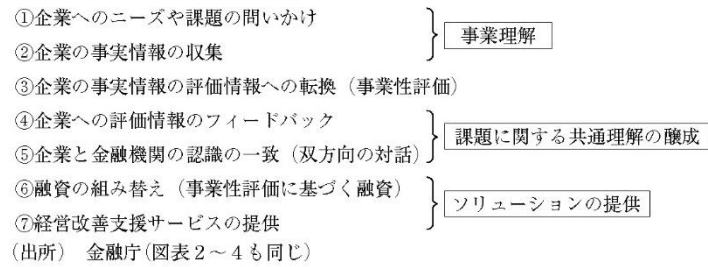 ①企業へのニーズや課題の問いかけ
②企業の事実情報の収集
事業理解
③企業の事実情報の評価情報への転換（事業性評価）
④企業への評価情報のフィードバック
⑤企業と金融機関の認識の一致（双方向の対話）
課題に関する共通理解の醸成
⑥融資の組み替え（事業性評価に基づく融資）
⑦経営改善支援サービスの提供
ソリューションの提供
（出所）　金融庁(図表２～４も同じ）